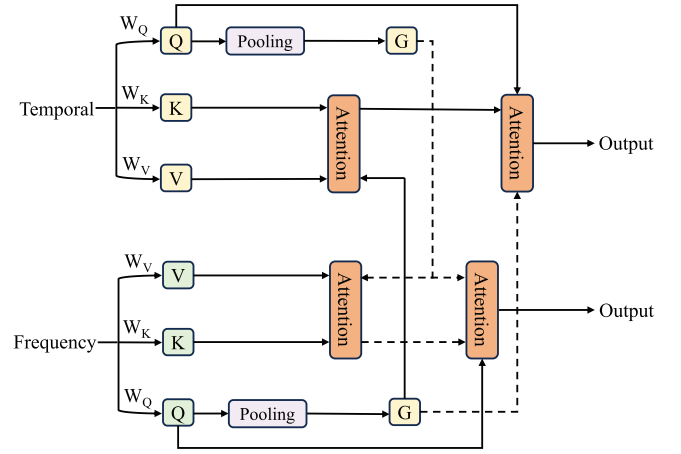 W_Q
Q
Pooling
G
Temporal
W_K
K
Attention
Attention
Output
W_V
V
W_V
V
Attention
Attention
Output
Frequency
W_K
K
W_Q
Q
Pooling
G